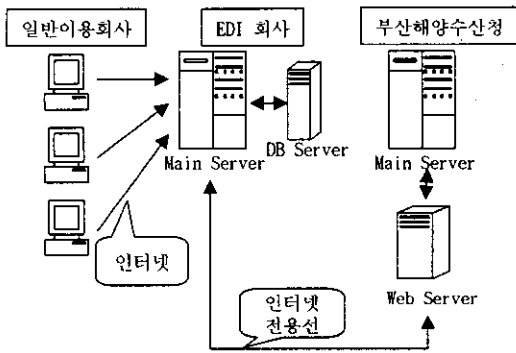 일반이용회사
EDI 회사
부산해양수산청
DB Server
Main Server
Main Server
인터넷
인터넷
전용선
Web Server